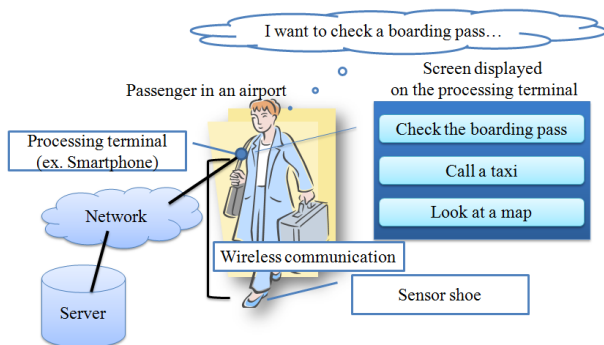 I want to check a boarding pass…
Passenger in an airport
Screen displayed
on the processing terminal
Processing terminal
(ex. Smartphone)
Check the boarding pass
Call a taxi
Look at a map
Network
Wireless communication
Sensor shoe
Server